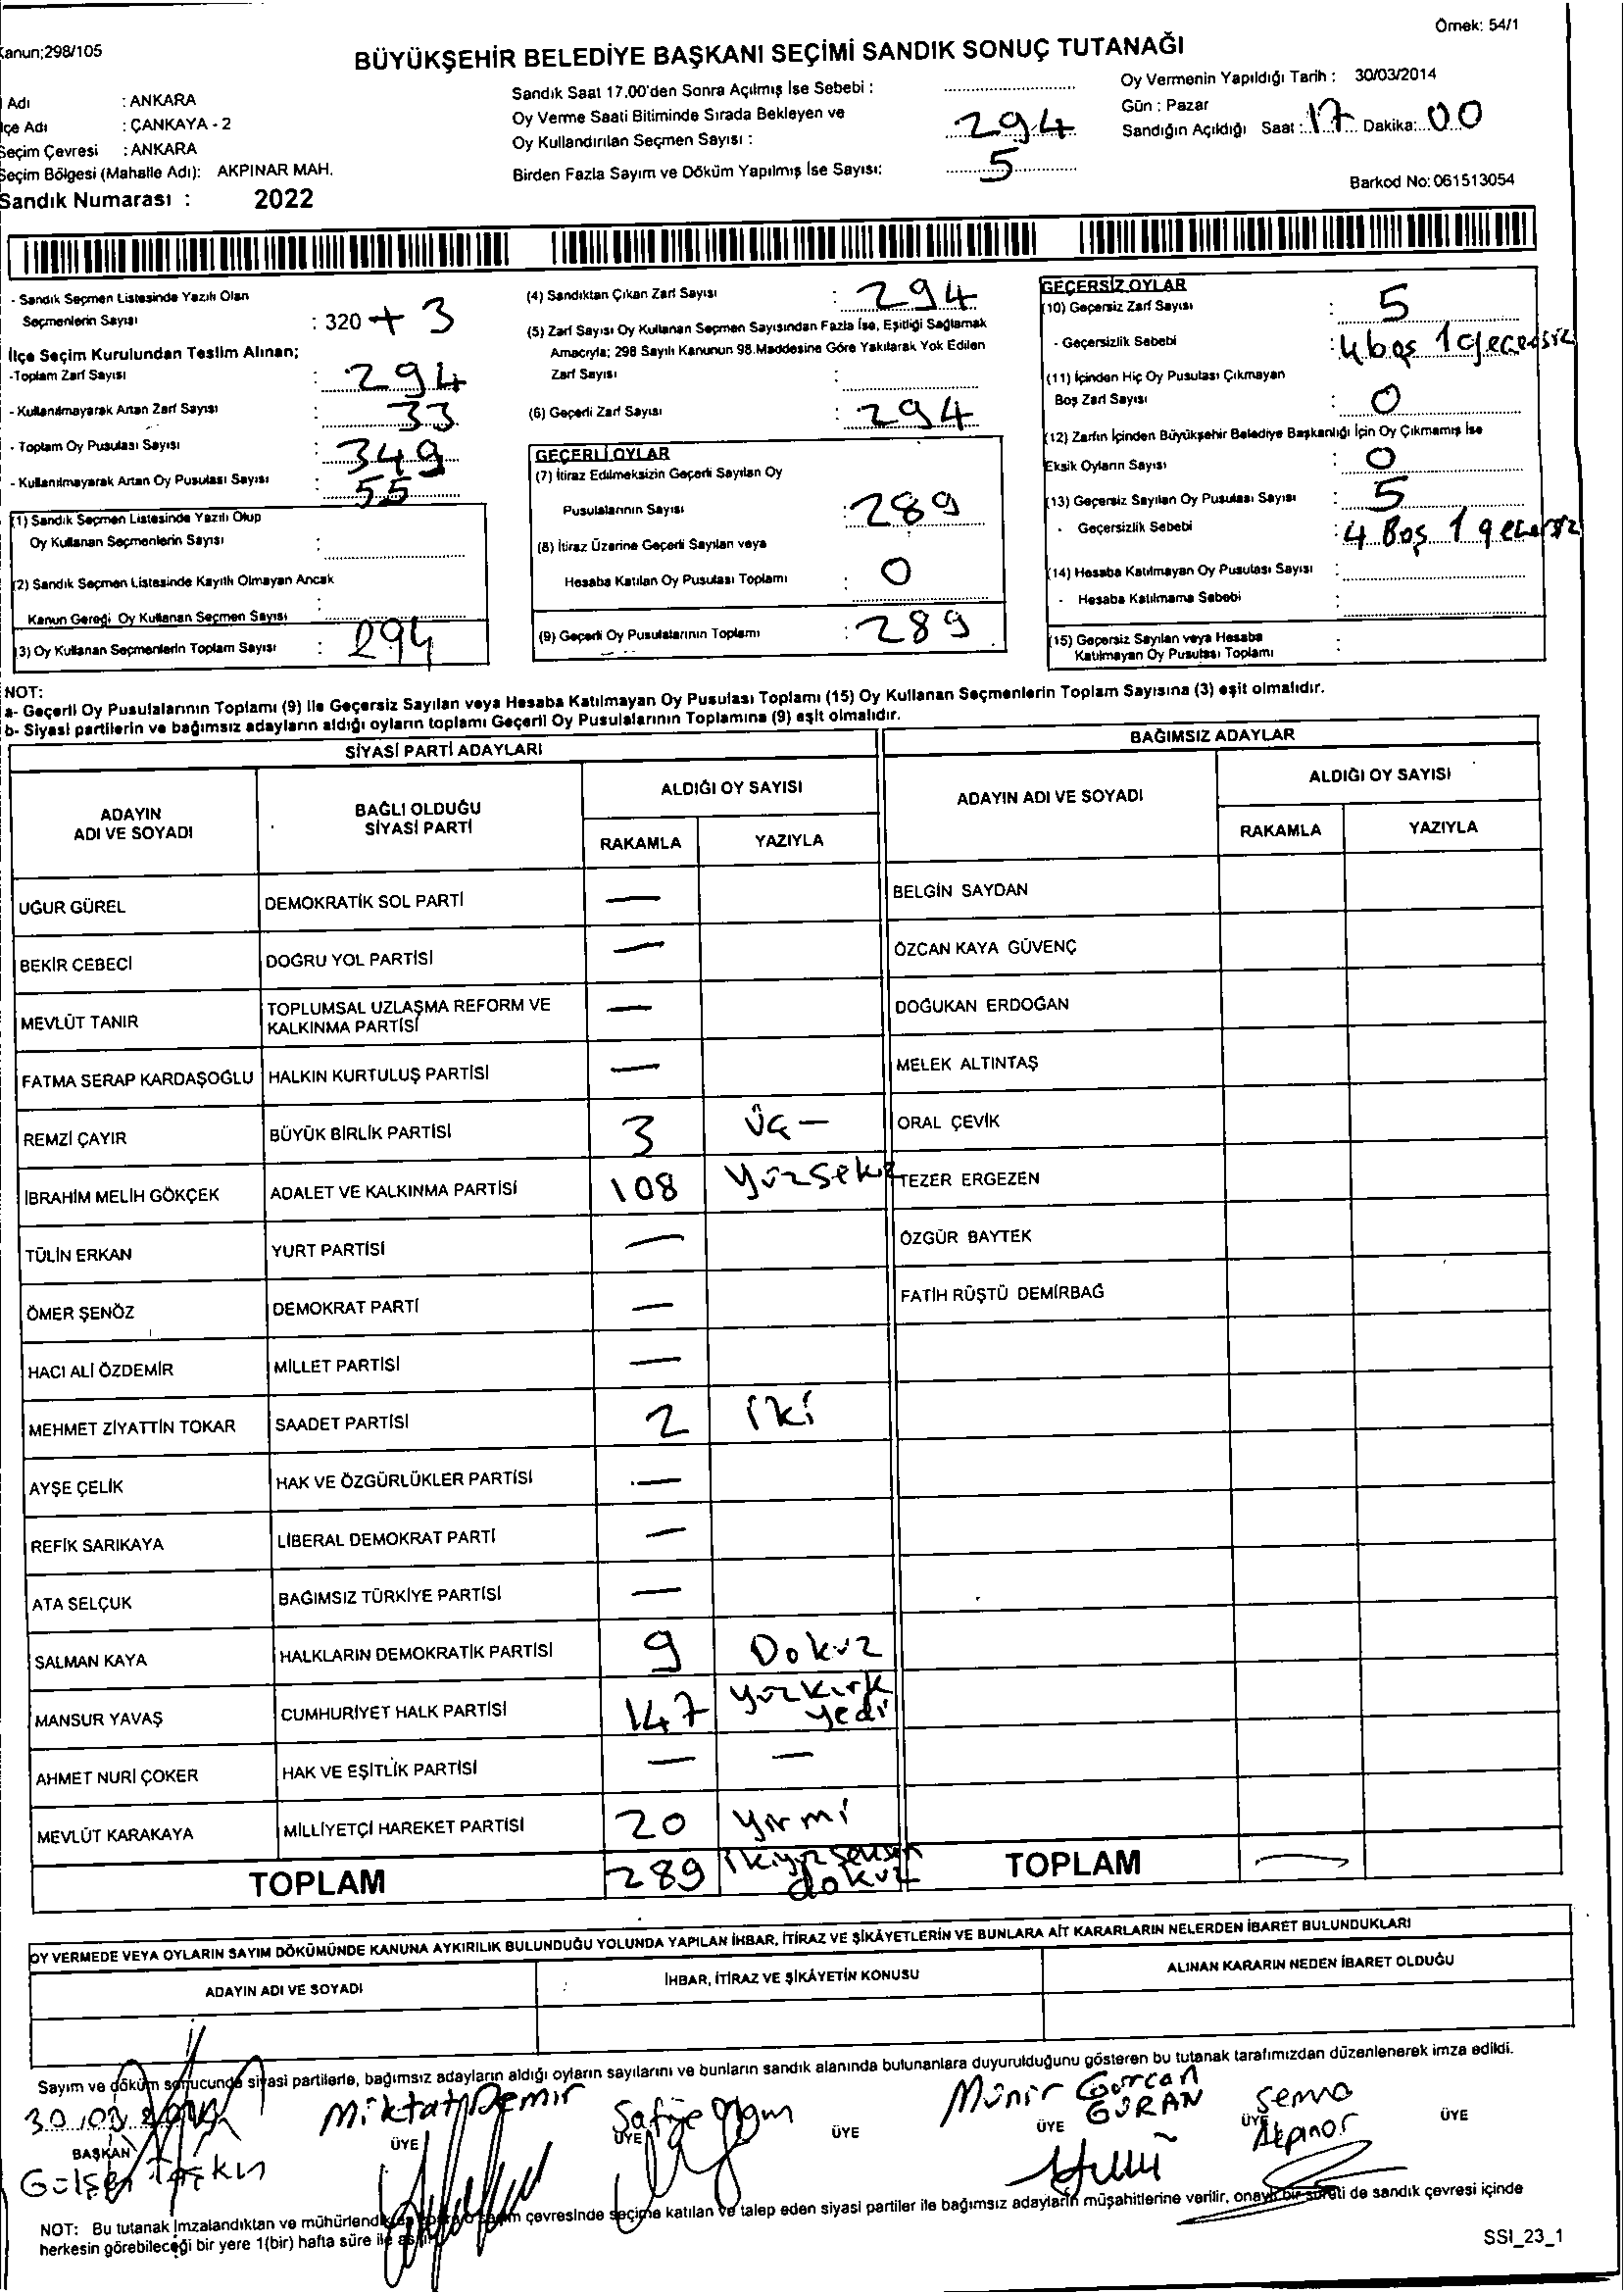 Kanun;298/105
Örnek: 54/1
BÜYÜKŞEHİR BELEDİYE BAŞKANI SEÇİMİ SANDIK SONUÇ TUTANAĞI
Adı : ANKARA
İlçe Adı : ÇANKAYA - 2
Seçim Çevresi : ANKARA
Seçim Bölgesi (Mahalle Adı): AKPINAR MAH.
Sandık Numarası : 2022
Sandık Saat 17.00'den Sonra Açılmış İse Sebebi :
Oy Verme Saati Bitiminde Sırada Bekleyen ve
Oy Kullandırılan Seçmen Sayısı : 294
Birden Fazla Sayım ve Döküm Yapılmış İse Sayısı: 5
Oy Vermenin Yapıldığı Tarih : 30/03/2014
Gün : Pazar
Sandığın Açıldığı Saat : 17 Dakika: 00
Barkod No: 061513054
- Sandık Seçmen Listesinde Yazılı Olan
Seçmenlerin Sayısı : 320 + 3
İlçe Seçim Kurulundan Teslim Alınan;
-Toplam Zarf Sayısı : 294
- Kullanılmayarak Artan Zarf Sayısı : 33
- Toplam Oy Pusulası Sayısı : 349
- Kullanılmayarak Artan Oy Pusulası Sayısı : 55
(1) Sandık Seçmen Listesinde Yazılı Olup
Oy Kullanan Seçmenlerin Sayısı :
(2) Sandık Seçmen Listesinde Kayıtlı Olmayan Ancak
Kanun Gereği Oy Kullanan Seçmen Sayısı :
(3) Oy Kullanan Seçmenlerin Toplam Sayısı : 294
(4) Sandıktan Çıkan Zarf Sayısı : 294
(5) Zarf Sayısı Oy Kullanan Seçmen Sayısından Fazla İse, Eşitliği Sağlamak
Amacıyla; 298 Sayılı Kanunun 98.Maddesine Göre Yakılarak Yok Edilen
Zarf Sayısı :
(6) Geçerli Zarf Sayısı : 294
GEÇERLİ OYLAR
(7) İtiraz Edilmeksizin Geçerli Sayılan Oy
Pusulalarının Sayısı : 289
(8) İtiraz Üzerine Geçerli Sayılan veya
Hesaba Katılan Oy Pusulası Toplamı : 0
(9) Geçerli Oy Pusulalarının Toplamı : 289
GEÇERSİZ OYLAR
(10) Geçersiz Zarf Sayısı : 5
- Geçersizlik Sebebi : 4 boş 1 geçersiz
(11) İçinden Hiç Oy Pusulası Çıkmayan
Boş Zarf Sayısı : 0
(12) Zarfın İçinden Büyükşehir Belediye Başkanlığı İçin Oy Çıkmamış İse
Eksik Oyların Sayısı : 0
(13) Geçersiz Sayılan Oy Pusulası Sayısı : 5
- Geçersizlik Sebebi : 4 Boş 1 geçersiz
(14) Hesaba Katılmayan Oy Pusulası Sayısı :
- Hesaba Katılmama Sebebi :
(15) Geçersiz Sayılan veya Hesaba
Katılmayan Oy Pusulası Toplamı :
NOT:
a- Geçerli Oy Pusulalarının Toplamı (9) ile Geçersiz Sayılan veya Hesaba Katılmayan Oy Pusulası Toplamı (15) Oy Kullanan Seçmenlerin Toplam Sayısına (3) eşit olmalıdır.
b- Siyasi partilerin ve bağımsız adayların aldığı oyların toplamı Geçerli Oy Pusulalarının Toplamına (9) eşit olmalıdır.
SİYASİ PARTİ ADAYLARI
BAĞIMSIZ ADAYLAR
ADAYIN ADI VE SOYADI
BAĞLI OLDUĞU SİYASİ PARTİ
ALDIĞI OY SAYISI
RAKAMLA YAZIYLA
ADAYIN ADI VE SOYADI
ALDIĞI OY SAYISI
RAKAMLA YAZIYLA
UĞUR GÜREL DEMOKRATİK SOL PARTİ — BELGİN SAYDAN
BEKİR CEBECİ DOĞRU YOL PARTİSİ — ÖZCAN KAYA GÜVENÇ
MEVLÜT TANIR TOPLUMSAL UZLAŞMA REFORM VE KALKINMA PARTİSİ — DOĞUKAN ERDOĞAN
FATMA SERAP KARDAŞOĞLU HALKIN KURTULUŞ PARTİSİ — MELEK ALTINTAŞ
REMZİ ÇAYIR BÜYÜK BİRLİK PARTİSİ 3 üç — ORAL ÇEVİK
İBRAHİM MELİH GÖKÇEK ADALET VE KALKINMA PARTİSİ 108 yüzsekiz TEZER ERGEZEN
TÜLİN ERKAN YURT PARTİSİ — ÖZGÜR BAYTEK
ÖMER ŞENÖZ DEMOKRAT PARTİ — FATİH RÜŞTÜ DEMİRBAĞ
HACI ALİ ÖZDEMİR MİLLET PARTİSİ —
MEHMET ZİYATTİN TOKAR SAADET PARTİSİ 2 iki
AYŞE ÇELİK HAK VE ÖZGÜRLÜKLER PARTİSİ —
REFİK SARIKAYA LİBERAL DEMOKRAT PARTİ —
ATA SELÇUK BAĞIMSIZ TÜRKİYE PARTİSİ —
SALMAN KAYA HALKLARIN DEMOKRATİK PARTİSİ 9 Dokuz
MANSUR YAVAŞ CUMHURİYET HALK PARTİSİ 147 yüzkırk yedi
AHMET NURİ ÇOKER HAK VE EŞİTLİK PARTİSİ — —
MEVLÜT KARAKAYA MİLLİYETÇİ HAREKET PARTİSİ 20 yirmi
TOPLAM 289 ikiyüz seksen dokuz TOPLAM —
OY VERMEDE VEYA OYLARIN SAYIM DÖKÜMÜNDE KANUNA AYKIRILIK BULUNDUĞU YOLUNDA YAPILAN İHBAR, İTİRAZ VE ŞİKÂYETLERİN VE BUNLARA AİT KARARLARIN NELERDEN İBARET BULUNDUKLARI
ADAYIN ADI VE SOYADI İHBAR, İTİRAZ VE ŞİKÂYETİN KONUSU ALINAN KARARIN NEDEN İBARET OLDUĞU
Sayım ve döküm sonucunda siyasi partilerle, bağımsız adayların aldığı oyların sayılarını ve bunların sandık alanında bulunanlara duyurulduğunu gösteren bu tutanak tarafımızdan düzenlenerek imza edildi.
30.03.2014 Miktat Demir Safiye Münir Gürcan GÜRAN Sema Akpınar
BAŞKAN ÜYE ÜYE ÜYE ÜYE ÜYE ÜYE
Gülşen Taşkın
NOT: Bu tutanak imzalandıktan ve mühürlendikten çevresinde seçime katılan ve talep eden siyasi partiler ile bağımsız adayların müşahitlerine verilir, onaylı bir sureti de sandık çevresi içinde
herkesin görebileceği bir yere 1(bir) hafta süre ile asılır.
SSI_23_1